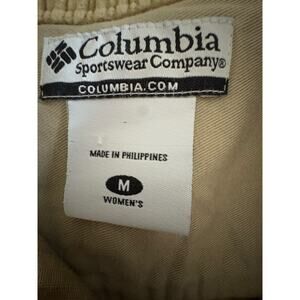 Columbia
Sportswear Company®
COLUMBIA.COM
MADE IN PHILIPPINES
M
WOMEN'S